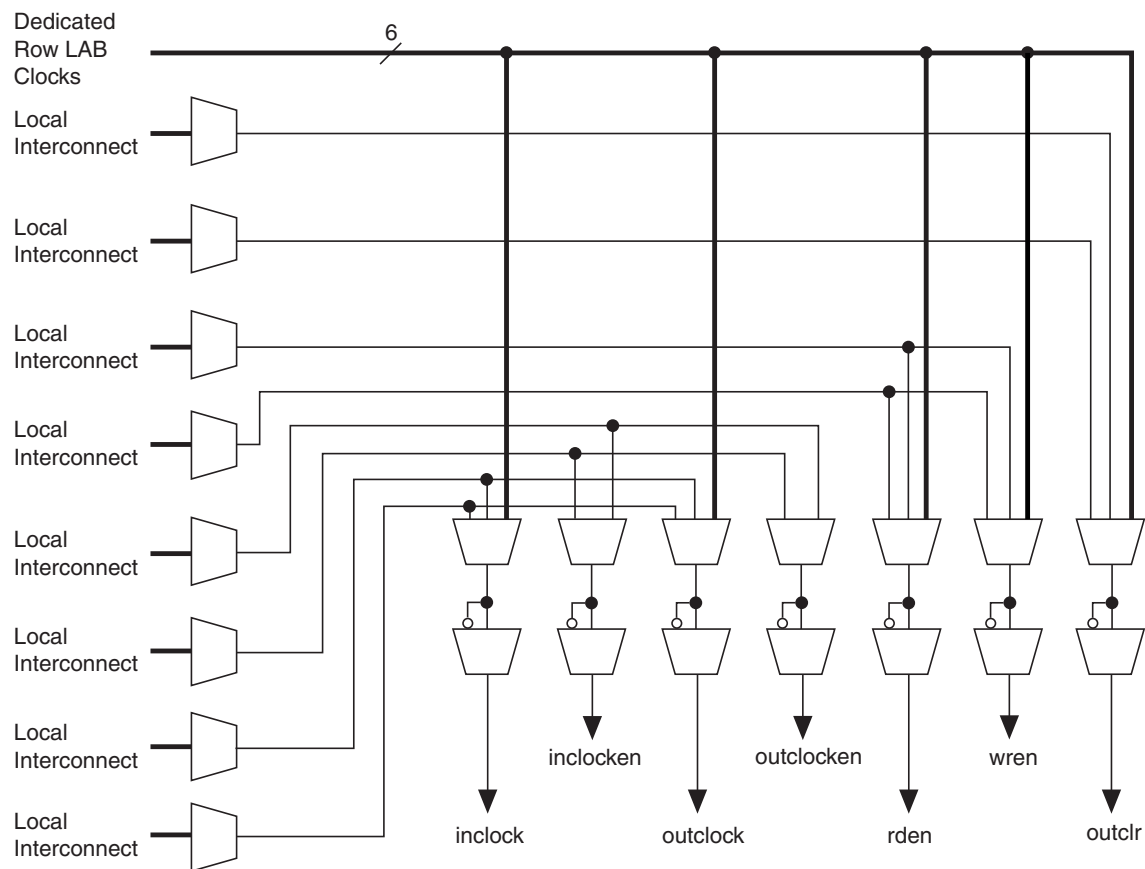 Dedicated
Row LAB
Clocks
6
Local
Interconnect
Local
Interconnect
Local
Interconnect
Local
Interconnect
Local
Interconnect
Local
Interconnect
Local
Interconnect
Local
Interconnect
inclocken
outclocken
wren
inclock
outclock
rden
outclr